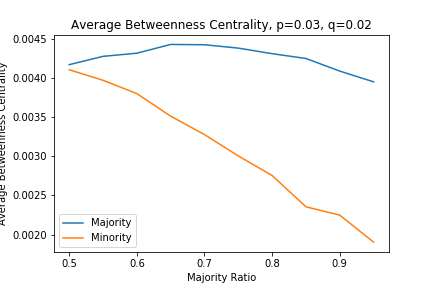 Average Betweenness Centrality, p=0.03, q=0.02
Average Betweenness Centrality
0.0045
0.0040
0.0035
0.0030
0.0025
0.0020
Majority
Minority
0.5 0.6 0.7 0.8 0.9
Majority Ratio